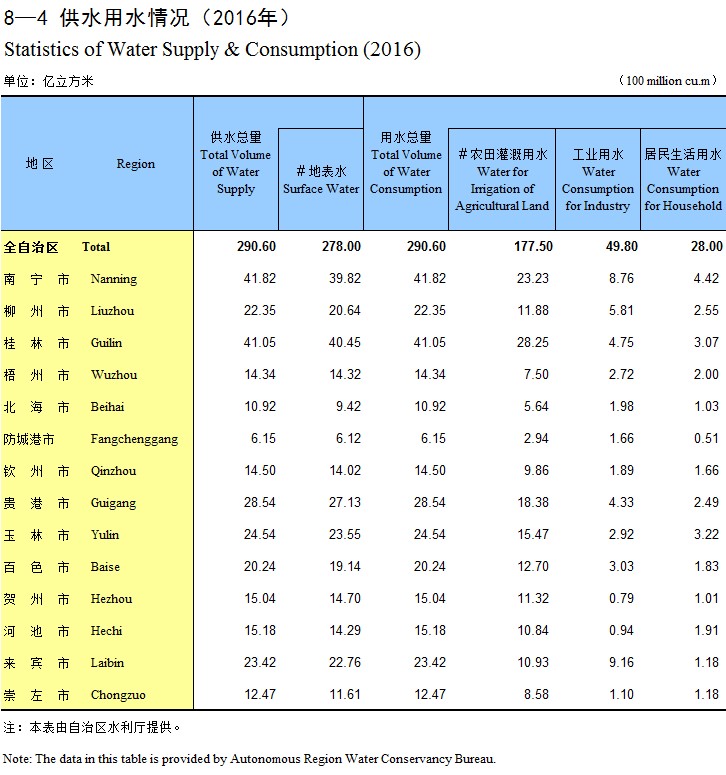 8—4 供水用水情况（2016年）
Statistics of Water Supply & Consumption (2016)
单位：亿立方米 （100 million cu.m）
地 区 Region 供水总量 Total Volume of Water Supply #地表水 Surface Water 用水总量 Total Volume of Water Consumption #农田灌溉用水 Water for Irrigation of Agricultural Land 工业用水 Water Consumption for Industry 居民生活用水 Water Consumption for Household
全自治区 Total 290.60 278.00 290.60 177.50 49.80 28.00
南 宁 市 Nanning 41.82 39.82 41.82 23.23 8.76 4.42
柳 州 市 Liuzhou 22.35 20.64 22.35 11.88 5.81 2.55
桂 林 市 Guilin 41.05 40.45 41.05 28.25 4.75 3.07
梧 州 市 Wuzhou 14.34 14.32 14.34 7.50 2.72 2.00
北 海 市 Beihai 10.92 9.42 10.92 5.64 1.98 1.03
防城港市 Fangchenggang 6.15 6.12 6.15 2.94 1.66 0.51
钦 州 市 Qinzhou 14.50 14.02 14.50 9.86 1.89 1.66
贵 港 市 Guigang 28.54 27.13 28.54 18.38 4.33 2.49
玉 林 市 Yulin 24.54 23.55 24.54 15.47 2.92 3.22
百 色 市 Baise 20.24 19.14 20.24 12.70 3.03 1.83
贺 州 市 Hezhou 15.04 14.70 15.04 11.32 0.79 1.01
河 池 市 Hechi 15.18 14.29 15.18 10.84 0.94 1.91
来 宾 市 Laibin 23.42 22.76 23.42 10.93 9.16 1.18
崇 左 市 Chongzuo 12.47 11.61 12.47 8.58 1.10 1.18
注：本表由自治区水利厅提供。
Note: The data in this table is provided by Autonomous Region Water Conservancy Bureau.